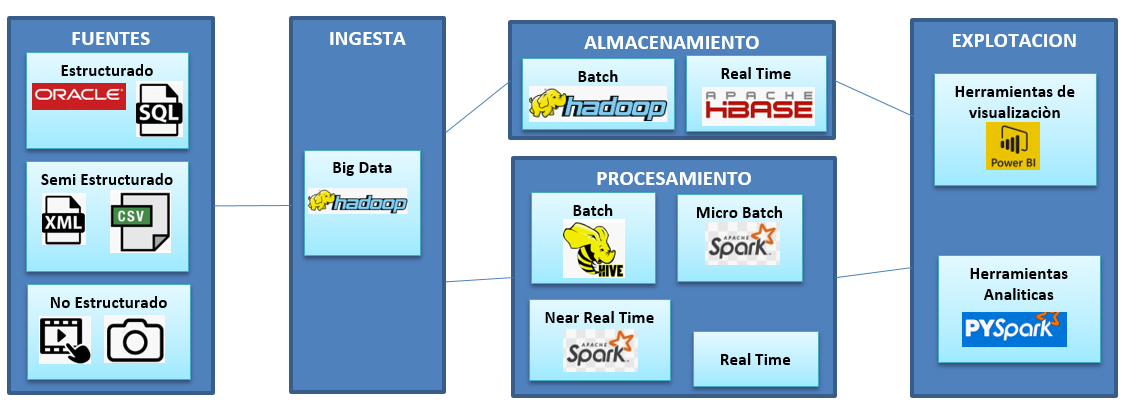 FUENTES
Estructurado
ORACLE
SQL
Semi Estructurado
XML
CSV
No Estructurado
INGESTA
Big Data
hadoop
ALMACENAMIENTO
Batch
hadoop
Real Time
APACHE
HBASE
PROCESAMIENTO
Batch
HIVE
Micro Batch
APACHE
Spark
Near Real Time
APACHE
Spark
Real Time
EXPLOTACION
Herramientas de
visualizaciòn
Power BI
Herramientas
Analiticas
PYSpark